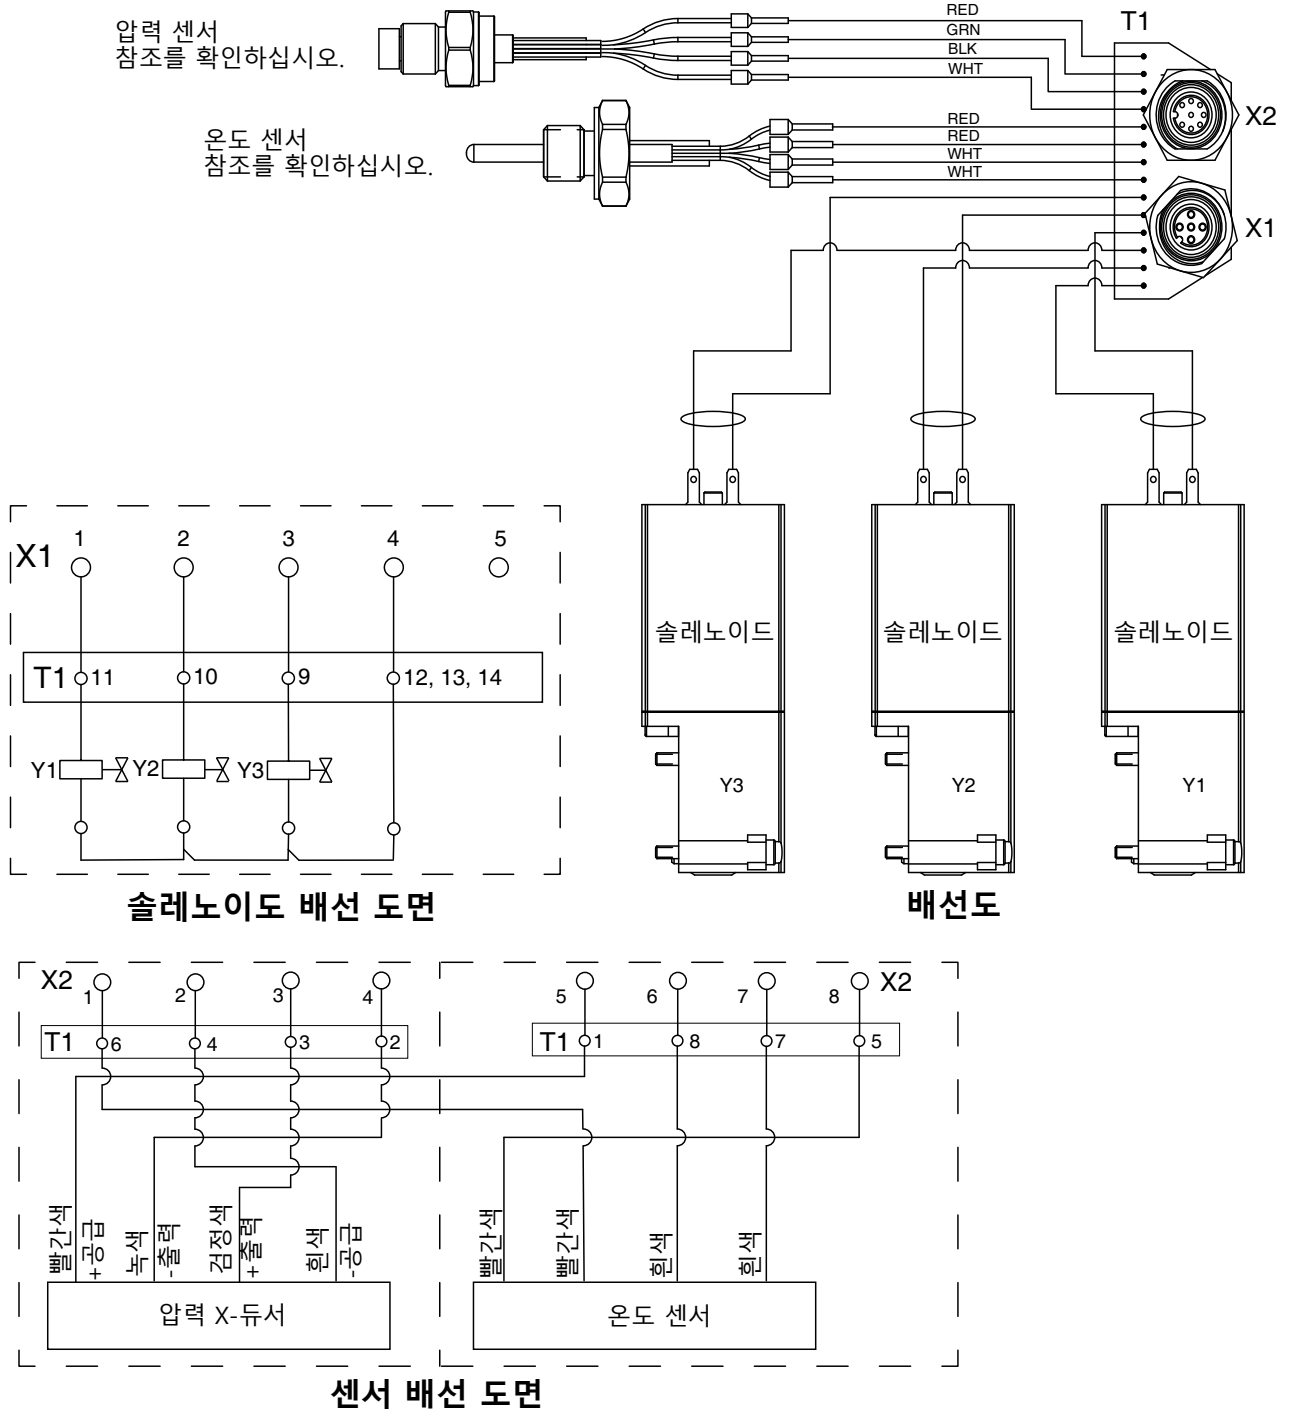 압력 센서
참조를 확인하십시오.
RED
GRN
BLK
WHT
T1
X2
온도 센서
참조를 확인하십시오.
RED
RED
WHT
WHT
X1
솔레노이드
솔레노이드
솔레노이드
Y3
Y2
Y1
배선도
X1
1
2
3
4
5
T1
11
10
9
12, 13, 14
Y1
Y2
Y3
솔레노이도 배선 도면
X2
1
2
3
4
T1
6
4
3
2
5
6
7
8
X2
T1
1
8
7
5
빨간색
+공급
녹색
-출력
검정색
+출력
흰색
-공급
압력 X-듀서
빨간색
빨간색
흰색
흰색
온도 센서
센서 배선 도면